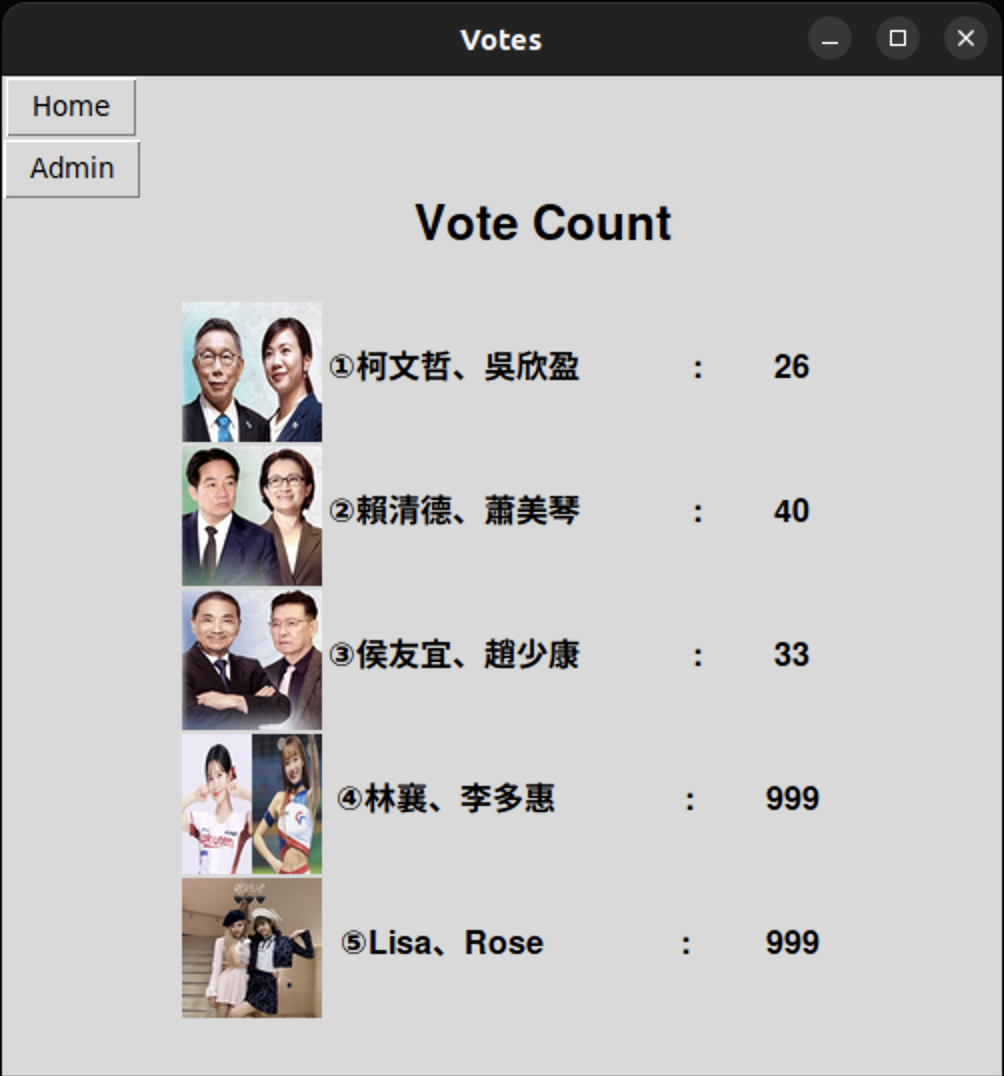 Votes
Home
Admin
Vote Count
①柯文哲、吳欣盈 : 26
②賴清德、蕭美琴 : 40
③侯友宜、趙少康 : 33
④林襄、李多惠 : 999
⑤Lisa、Rose : 999